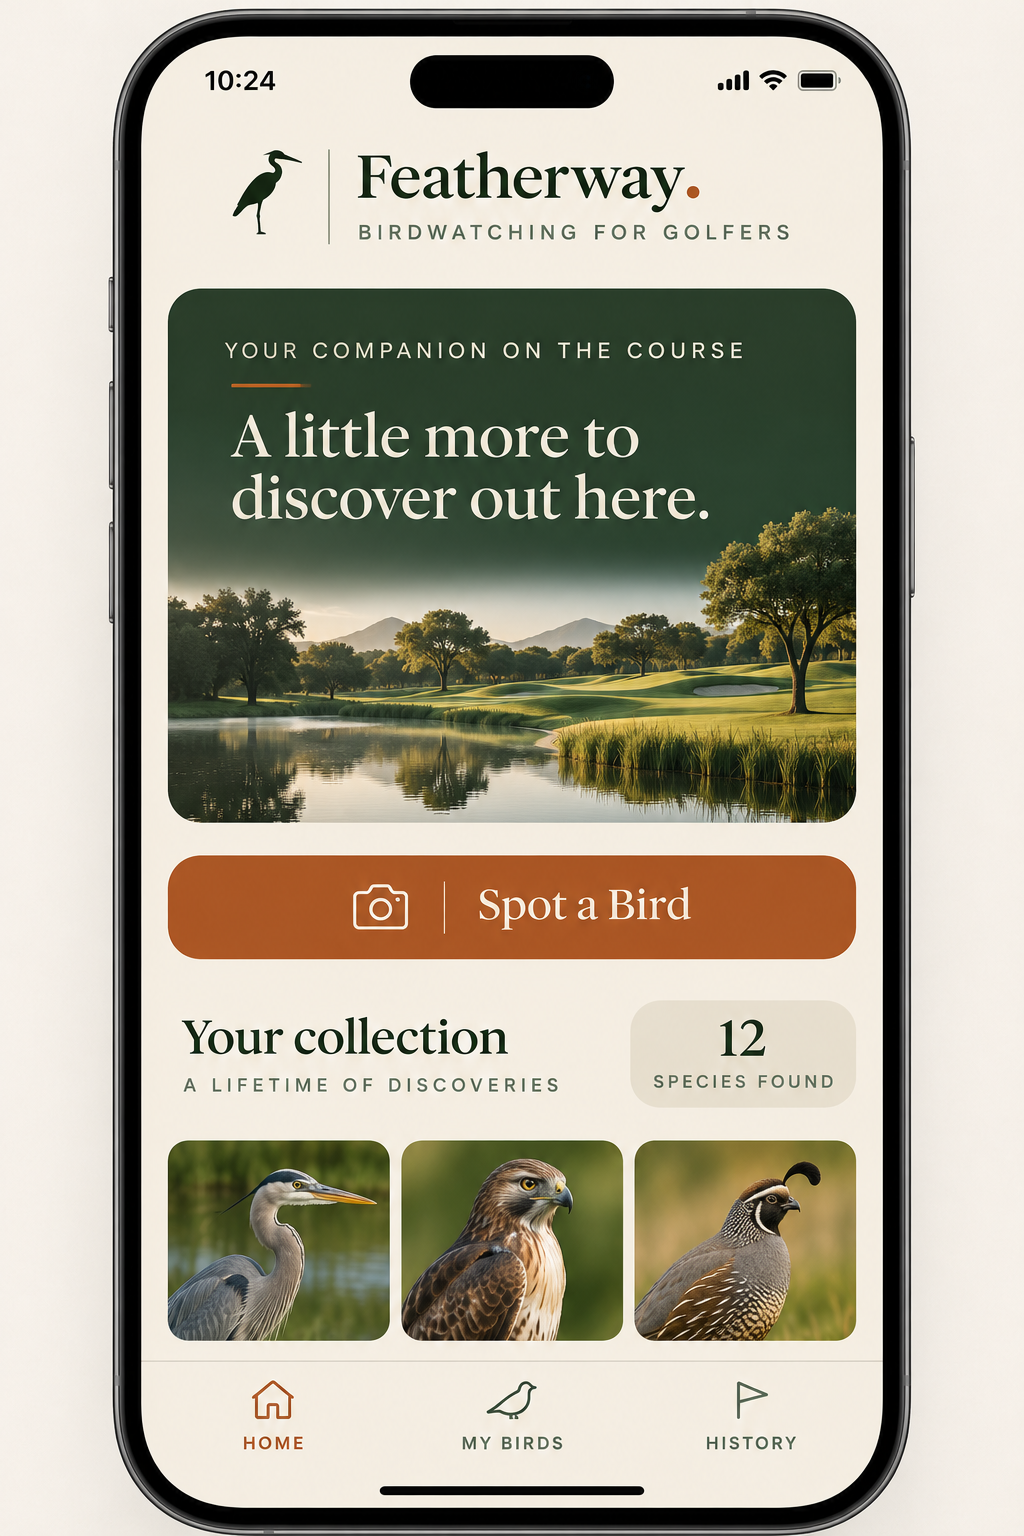 10:24
Featherway.
BIRDWATCHING FOR GOLFERS
YOUR COMPANION ON THE COURSE
A little more to
discover out here.
Spot a Bird
Your collection
A LIFETIME OF DISCOVERIES
12
SPECIES FOUND
HOME
MY BIRDS
HISTORY